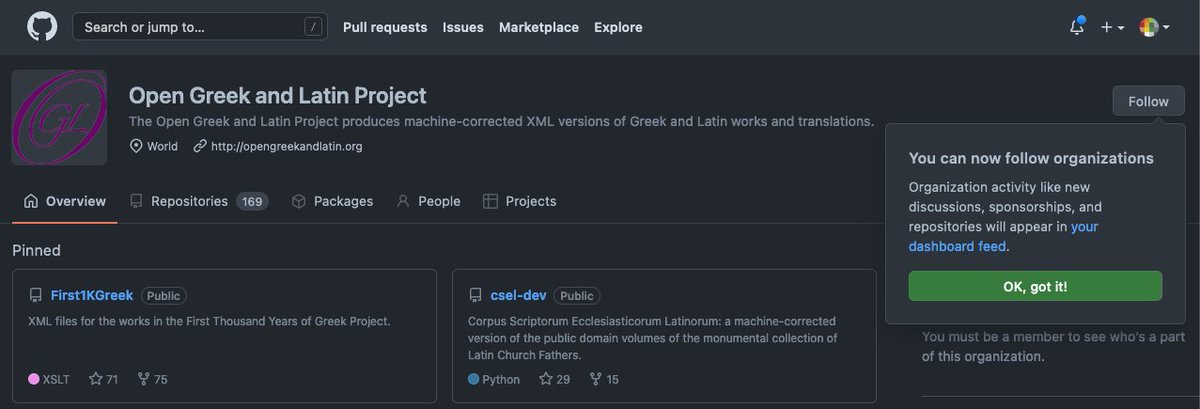 Search or jump to... /
Pull requests Issues Marketplace Explore
Open Greek and Latin Project
The Open Greek and Latin Project produces machine-corrected XML versions of Greek and Latin works and translations.
World http://opengreekandlatin.org
Follow
You can now follow organizations
Organization activity like new
discussions, sponsorships, and
repositories will appear in your
dashboard feed.
OK, got it!
Overview Repositories 169 Packages People Projects
Pinned
First1KGreek Public
XML files for the works in the First Thousand Years of Greek Project.
XSLT 71 75
csel-dev Public
Corpus Scriptorum Ecclesiasticorum Latinorum: a machine-corrected
version of the public domain volumes of the monumental collection of
Latin Church Fathers.
Python 29 15
You must be a member to see who's a part
of this organization.